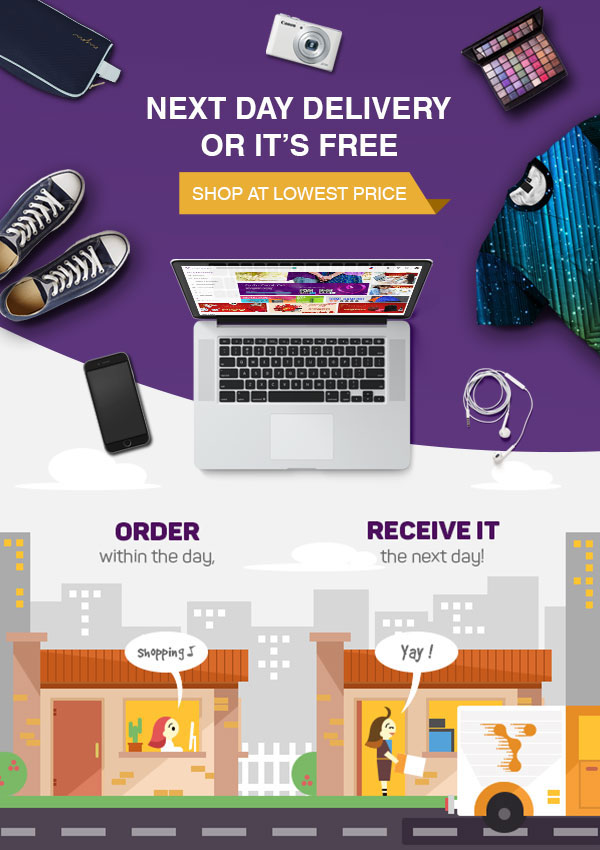 Canon
NEXT DAY DELIVERY
OR IT'S FREE
SHOP AT LOWEST PRICE
ORDER
within the day,
RECEIVE IT
the next day!
shopping♪
Yay !